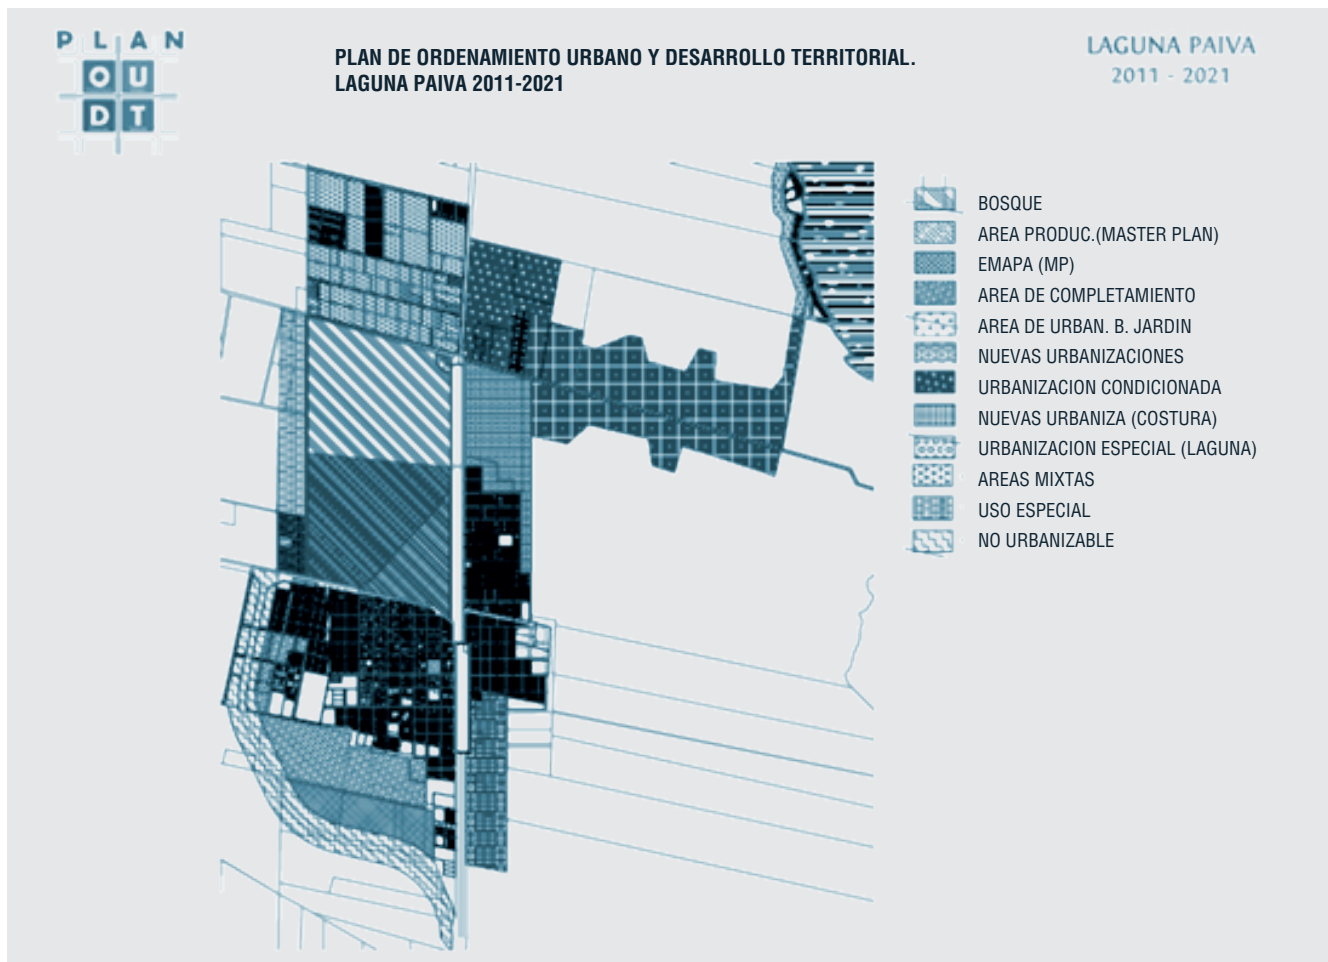 PLAN
OU
DT
PLAN DE ORDENAMIENTO URBANO Y DESARROLLO TERRITORIAL.
LAGUNA PAIVA 2011-2021
LAGUNA PAIVA
2011 - 2021
BOSQUE
AREA PRODUC.(MASTER PLAN)
EMAPA (MP)
AREA DE COMPLETAMIENTO
AREA DE URBAN. B. JARDIN
NUEVAS URBANIZACIONES
URBANIZACION CONDICIONADA
NUEVAS URBANIZA (COSTURA)
URBANIZACION ESPECIAL (LAGUNA)
AREAS MIXTAS
USO ESPECIAL
NO URBANIZABLE